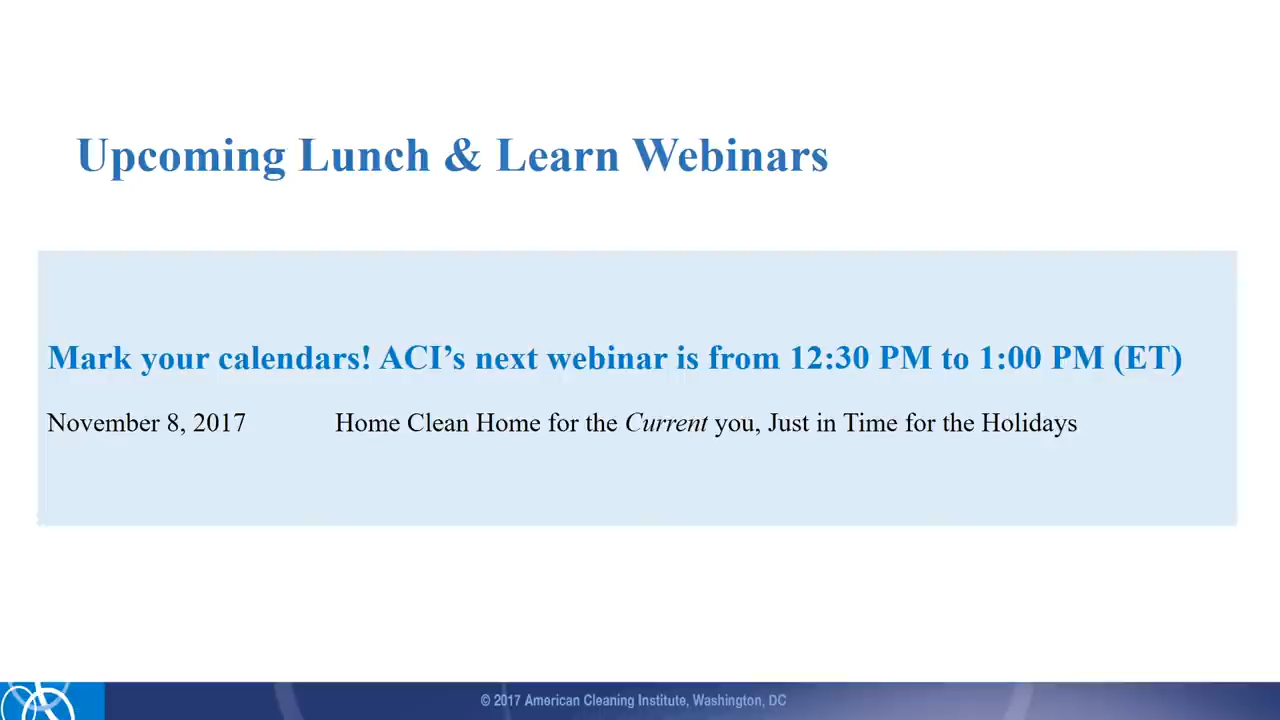 Upcoming Lunch & Learn Webinars
Mark your calendars! ACI’s next webinar is from 12:30 PM to 1:00 PM (ET)
November 8, 2017 Home Clean Home for the Current you, Just in Time for the Holidays
© 2017 American Cleaning Institute, Washington, DC